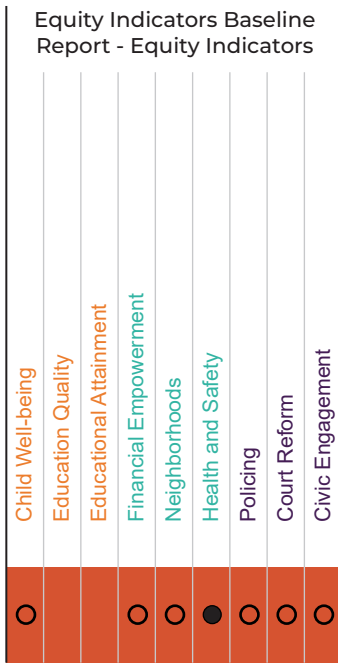 Equity Indicators Baseline
Report - Equity Indicators
Child Well-being
Education Quality
Educational Attainment
Financial Empowerment
Neighborhoods
Health and Safety
Policing
Court Reform
Civic Engagement